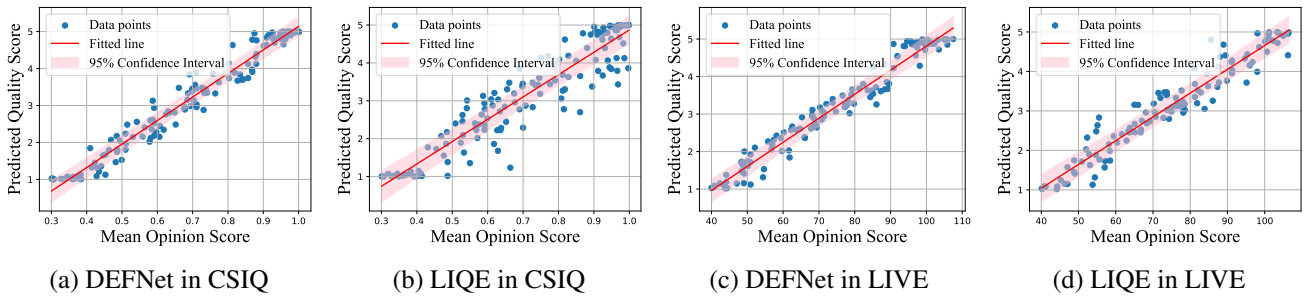 Predicted Quality Score
5
4
3
2
1
Data points
Fitted line
95% Confidence Interval
0.3 0.4 0.5 0.6 0.7 0.8 0.9 1.0
Mean Opinion Score
(a) DEFNet in CSIQ
Predicted Quality Score
5
4
3
2
1
Data points
Fitted line
95% Confidence Interval
0.3 0.4 0.5 0.6 0.7 0.8 0.9 1.0
Mean Opinion Score
(b) LIQE in CSIQ
Predicted Quality Score
5
4
3
2
1
Data points
Fitted line
95% Confidence Interval
40 50 60 70 80 90 100 110
Mean Opinion Score
(c) DEFNet in LIVE
Predicted Quality Score
5
4
3
2
1
Data points
Fitted line
95% Confidence Interval
40 50 60 70 80 90 100
Mean Opinion Score
(d) LIQE in LIVE